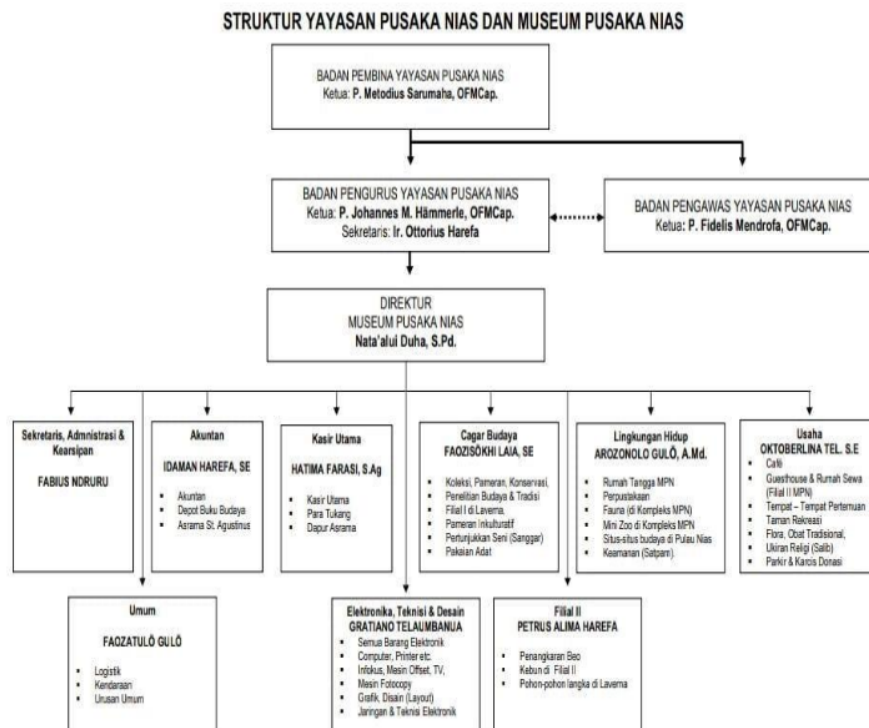 STRUKTUR YAYASAN PUSAKA NIAS DAN MUSEUM PUSAKA NIAS
BADAN PEMBINA YAYASAN PUSAKA NIAS
Ketua: P. Metodius Sarumaha, OFMCap.
BADAN PENGURUS YAYASAN PUSAKA NIAS
Ketua: P. Johannes M. Hämmerle, OFMCap.
Sekretaris: Ir. Ottorius Harefa
BADAN PENGAWAS YAYASAN PUSAKA NIAS
Ketua: P. Fidelis Mendrofa, OFMCap.
DIREKTUR
MUSEUM PUSAKA NIAS
Nata'alui Duha, S.Pd.
Sekretaris, Admnistrasi &
Kearsipan
FABIUS NDRURU
Akuntan
IDAMAN HAREFA, SE
▪ Akuntan
▪ Depot Buku Budaya
▪ Asrama St. Agustinus
Kasir Utama
HATIMA FARASI, S.Ag
▪ Kasir Utama
▪ Para Tukang
▪ Dapur Asrama
Cagar Budaya
FAOZISÖKHI LAIA, SE
▪ Koleksi, Pameran, Konservasi,
▪ Penelitian Budaya & Tradisi
▪ Filial I di Laverna,
▪ Pameran Inkulturatif
▪ Pertunjukkan Seni (Sanggar)
▪ Pakaian Adat
Lingkungan Hidup
AROZONOLO GULÖ, A.Md.
▪ Rumah Tangga MPN
▪ Perpustakaan
▪ Fauna (di Kompleks MPN)
▪ Mini Zoo di Kompleks MPN
▪ Situs-situs budaya di Pulau Nias
▪ Keamanan (Satpam).
Usaha
OKTOBERLINA TEL. S.E
▪ Café
▪ Guesthouse & Rumah Sewa
(Filial II MPN)
▪ Tempat – Tempat Pertemuan
▪ Taman Rekreasi
▪ Flora, Obat Tradisional,
▪ Ukiran Religi (Salib)
▪ Parkir & Karcis Donasi
Umum
FAOZATULÖ GULÖ
▪ Logistik
▪ Kendaraan
▪ Urusan Umum
Elektronika, Teknisi & Desain
GRATIANO TELAUMBANUA
▪ Semua Barang Elektronik
▪ Computer, Printer etc.
▪ Infokus, Mesin Offset, TV,
▪ Mesin Fotocopy
▪ Grafik, Disain (Layout)
▪ Jaringan & Teknisi Elektronik
Filial II
PETRUS ALIMA HAREFA
▪ Penangkaran Beo
▪ Kebun di Filial II
▪ Pohon-pohon langka di Laverna